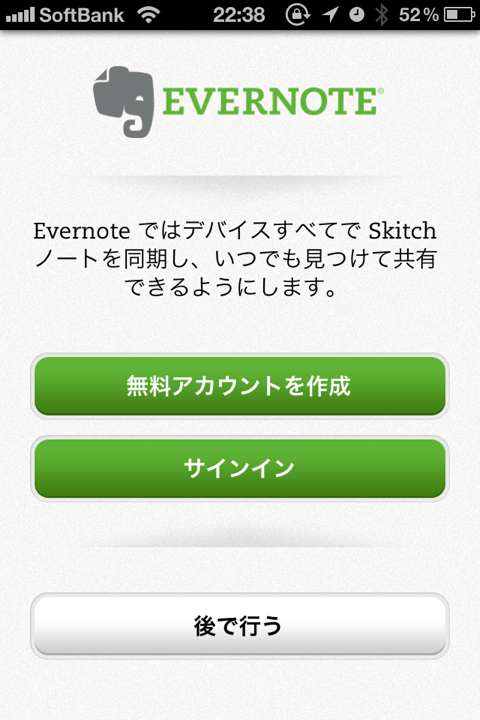 SoftBank 22:38 52%
EVERNOTE®
Evernote ではデバイスすべてで Skitch
ノートを同期し、いつでも見つけて共有
できるようにします。
無料アカウントを作成
サインイン
後で行う